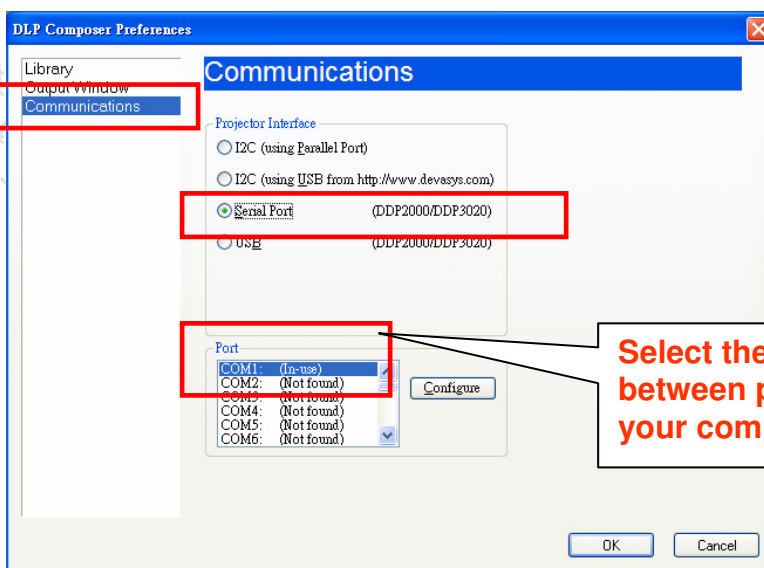 DLP Composer Preferences
Library
Output Window
Communications
Communications
Projector Interface
I2C (using Parallel Port)
I2C (using USB from http://www.devasys.com)
Serial Port (DDP2000/DDP3020)
USB (DDP2000/DDP3020)
Port
COM1: (In-use)
COM2: (Not found)
COM3: (Not found)
COM4: (Not found)
COM5: (Not found)
COM6: (Not found)
Configure
Select the
between
your com
OK Cancel